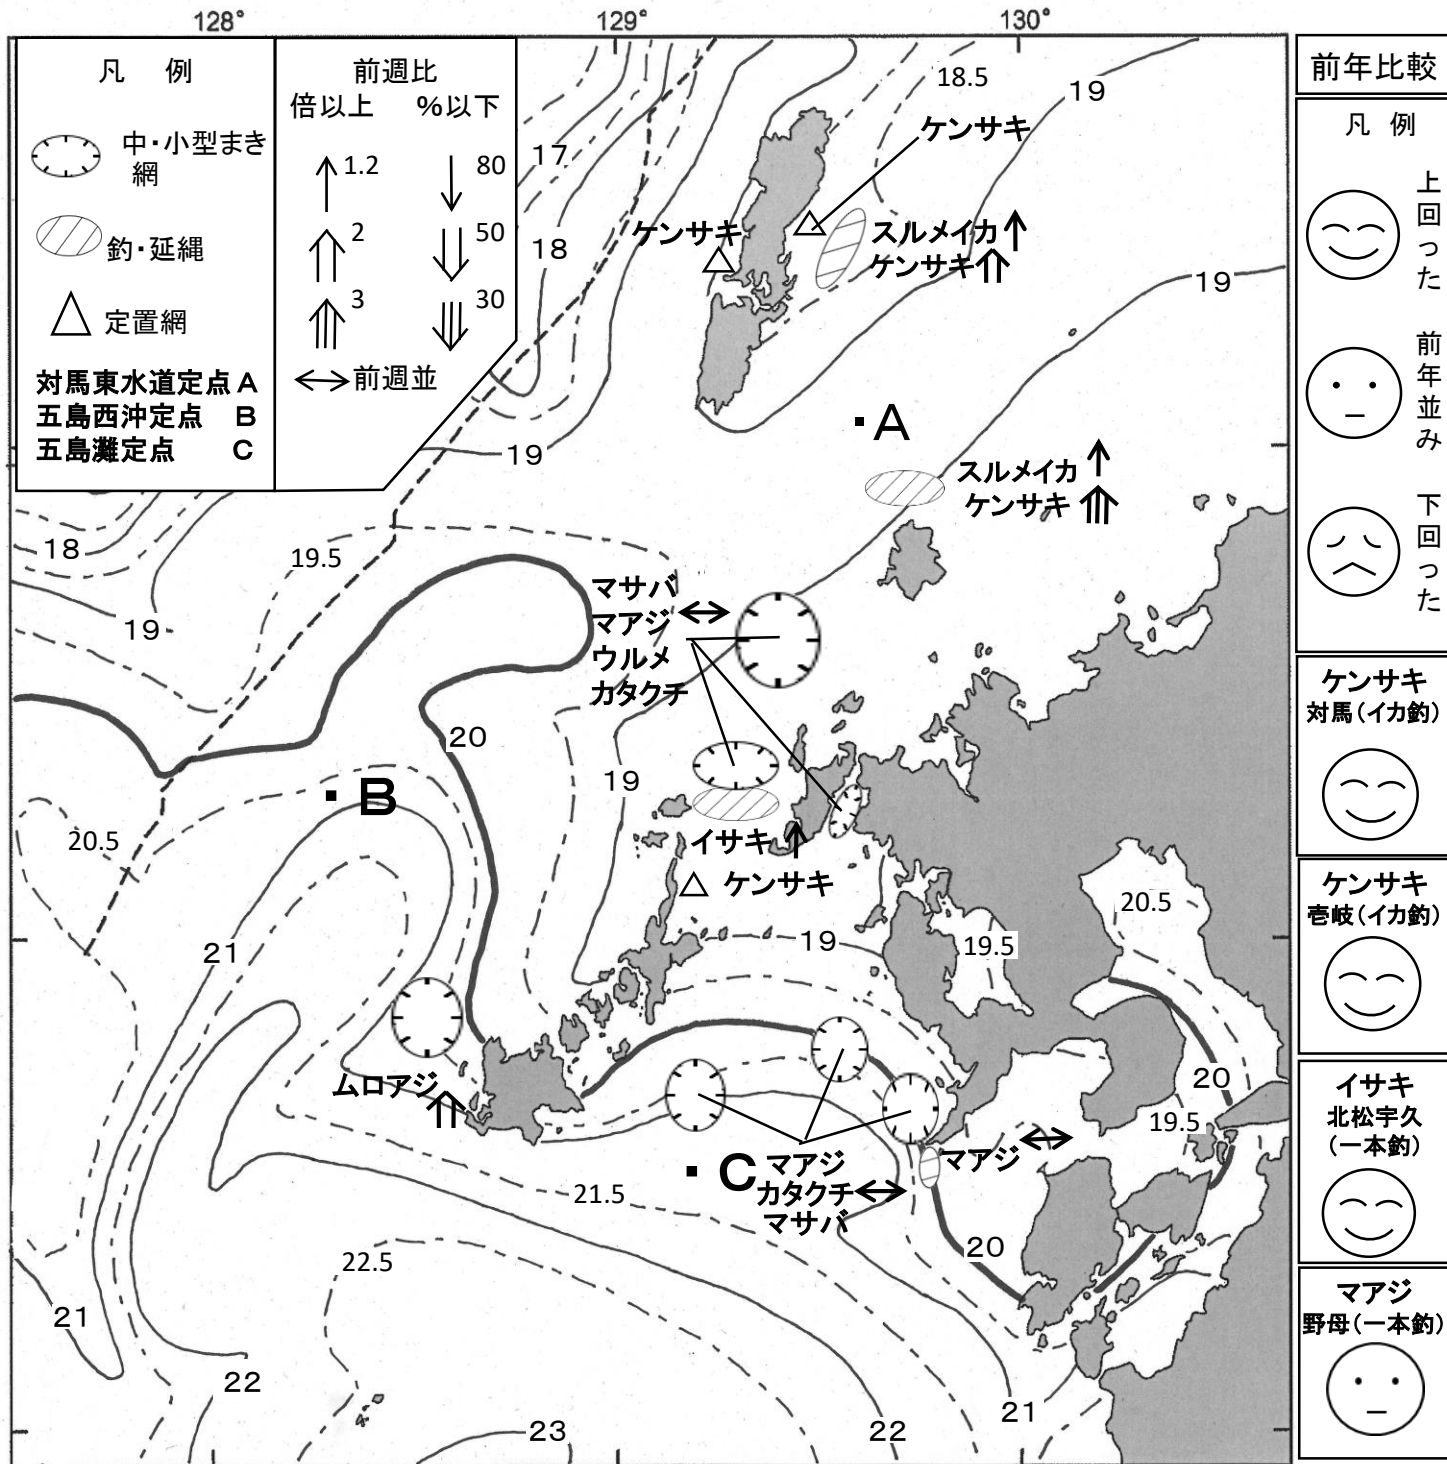 128°
129°
130°
凡 例
中・小型まき
網
釣・延縄
定置網
対馬東水道定点 A
五島西沖定点 B
五島灘定点 C
前週比
倍以上 %以下
1.2 80
2 50
3 30
前週並
前年比較
凡 例
上回った
前年並み
下回った
ケンサキ
対馬(イカ釣)
ケンサキ
壱岐(イカ釣)
イサキ
北松宇久
(一本釣)
マアジ
野母(一本釣)
18.5
19
17
ケンサキ
ケンサキ
スルメイカ
ケンサキ
18
19
A
19
スルメイカ
ケンサキ
18
19.5
19
マサバ
マアジ
ウルメ
カタクチ
20
19
B
20.5
イサキ
ケンサキ
21
19
19.5
20.5
ムロアジ
20
19.5
C
マアジ
カタクチ
マサバ
マアジ
21.5
20
22.5
21
22
23
22
21